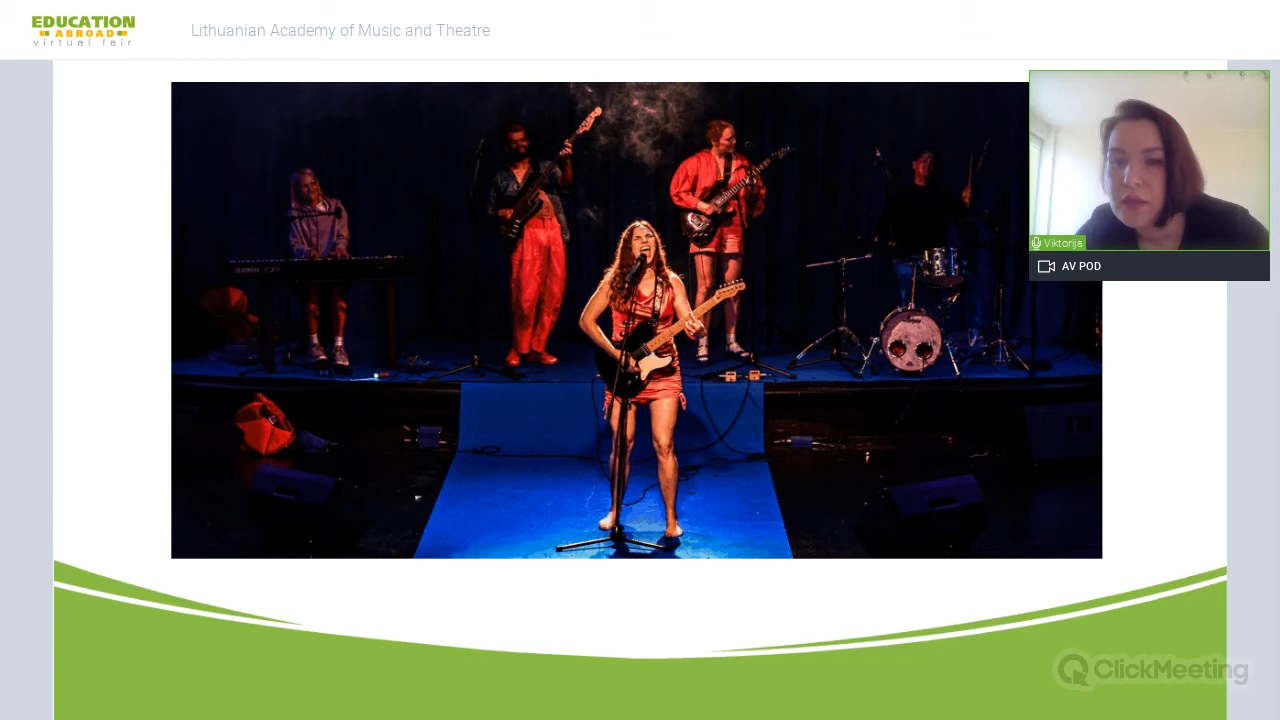 EDUCATION
ABROAD
virtual fair
Lithuanian Academy of Music and Theatre
Viktorija
AV POD
ClickMeeting